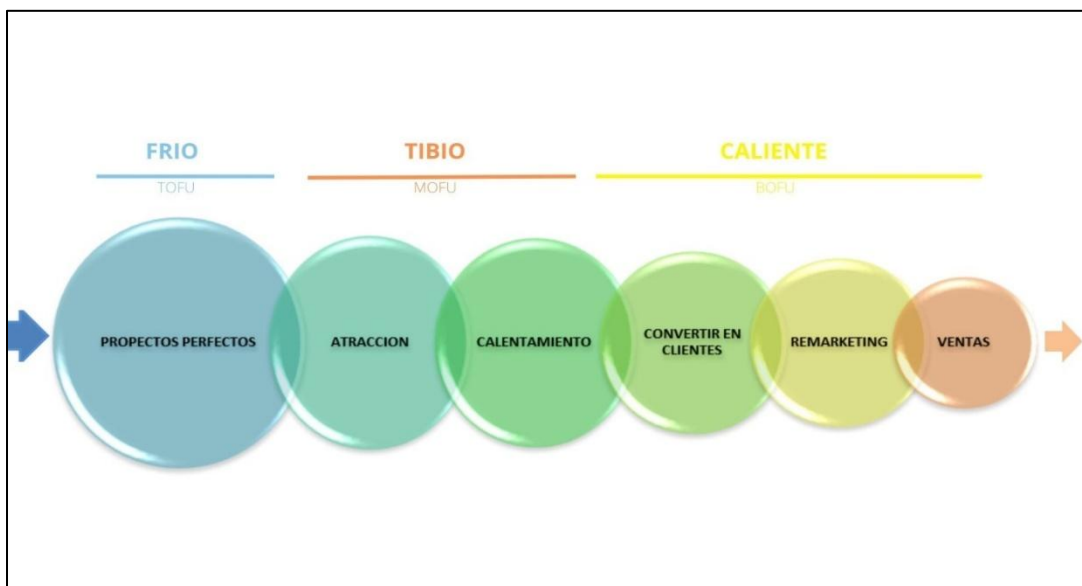 FRIO
TIBIO
CALIENTE
TOFU
MOFU
BOFU
PROPECTOS PERFECTOS
ATRACCION
CALENTAMIENTO
CONVERTIR EN
CLIENTES
REMARKETING
VENTAS